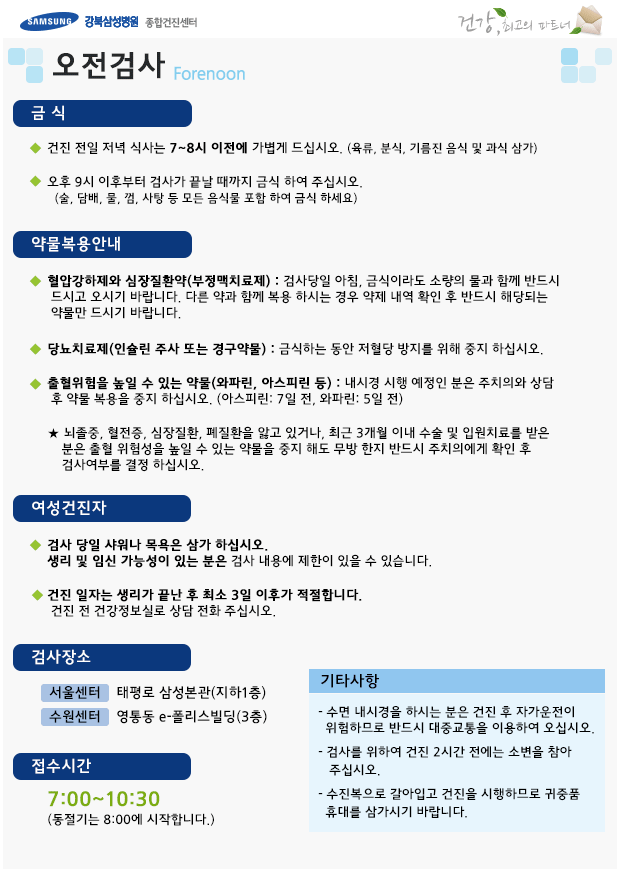 SAMSUNG 강북삼성병원 종합건진센터
건강, 최고의 파트너
오전검사 Forenoon
금 식
건진 전일 저녁 식사는 7~8시 이전에 가볍게 드십시오. (육류, 분식, 기름진 음식 및 과식 삼가)
오후 9시 이후부터 검사가 끝날 때까지 금식 하여 주십시오.
(술, 담배, 물, 껌, 사탕 등 모든 음식물 포함 하여 금식 하세요)
약물복용안내
혈압강하제와 심장질환약(부정맥치료제) : 검사당일 아침, 금식이라도 소량의 물과 함께 반드시
드시고 오시기 바랍니다. 다른 약과 함께 복용 하시는 경우 약제 내역 확인 후 반드시 해당되는
약물만 드시기 바랍니다.
당뇨치료제(인슐린 주사 또는 경구약물) : 금식하는 동안 저혈당 방지를 위해 중지 하십시오.
출혈위험을 높일 수 있는 약물(와파린, 아스피린 등) : 내시경 시행 예정인 분은 주치의와 상담
후 약물 복용을 중지 하십시오. (아스피린: 7일 전, 와파린: 5일 전)
★ 뇌졸중, 혈전증, 심장질환, 폐질환을 앓고 있거나, 최근 3개월 이내 수술 및 입원치료를 받은
분은 출혈 위험성을 높일 수 있는 약물을 중지 해도 무방 한지 반드시 주치의에게 확인 후
검사여부를 결정 하십시오.
여성건진자
검사 당일 샤워나 목욕은 삼가 하십시오.
생리 및 임신 가능성이 있는 분은 검사 내용에 제한이 있을 수 있습니다.
건진 일자는 생리가 끝난 후 최소 3일 이후가 적절합니다.
건진 전 건강정보실로 상담 전화 주십시오.
검사장소
서울센터 태평로 삼성본관(지하1층)
수원센터 영통동 e-폴리스빌딩(3층)
접수시간
7:00~10:30
(동절기는 8:00에 시작합니다.)
기타사항
- 수면 내시경을 하시는 분은 건진 후 자가운전이
위험하므로 반드시 대중교통을 이용하여 오십시오.
- 검사를 위하여 건진 2시간 전에는 소변을 참아
주십시오.
- 수진복으로 갈아입고 건진을 시행하므로 귀중품
휴대를 삼가시기 바랍니다.